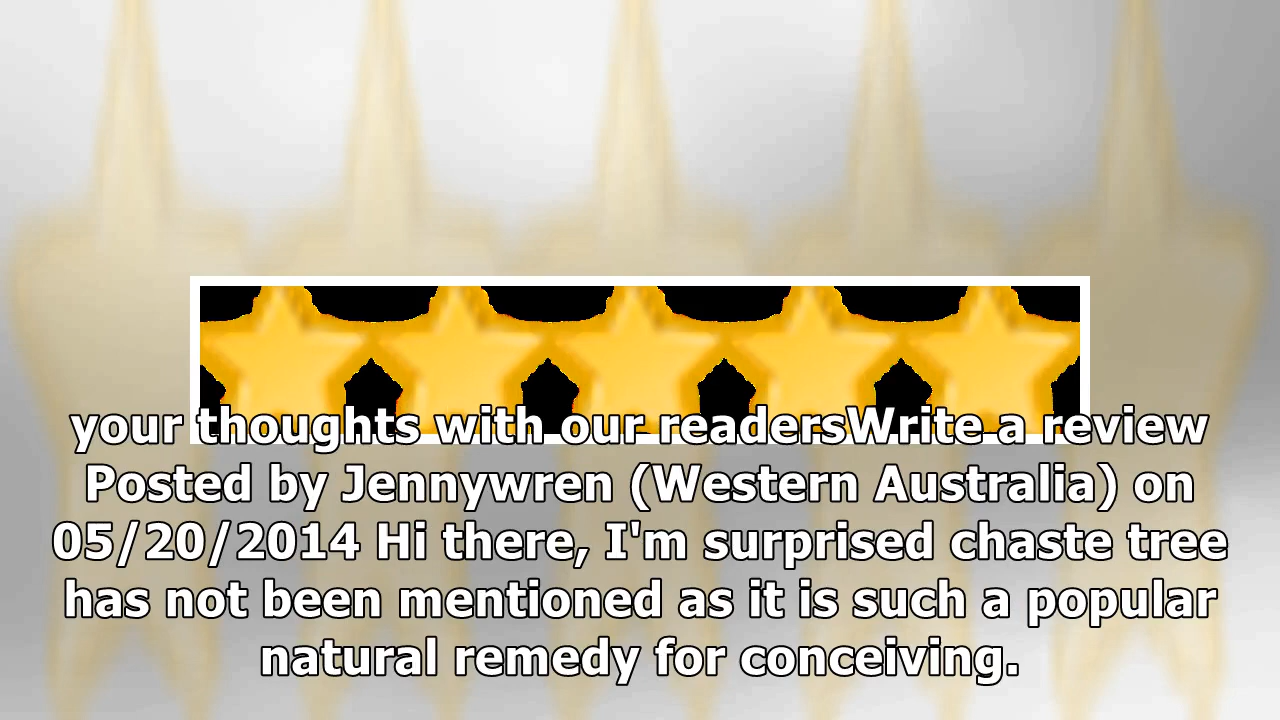 your thoughts with our readersWrite a review
Posted by Jennywren (Western Australia) on
05/20/2014 Hi there, I'm surprised chaste tree
has not been mentioned as it is such a popular
natural remedy for conceiving.